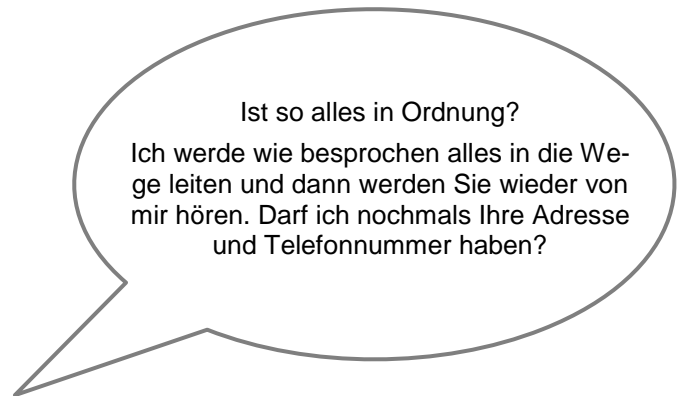 Ist so alles in Ordnung?
Ich werde wie besprochen alles in die We-
ge leiten und dann werden Sie wieder von
mir hören. Darf ich nochmals Ihre Adresse
und Telefonnummer haben?